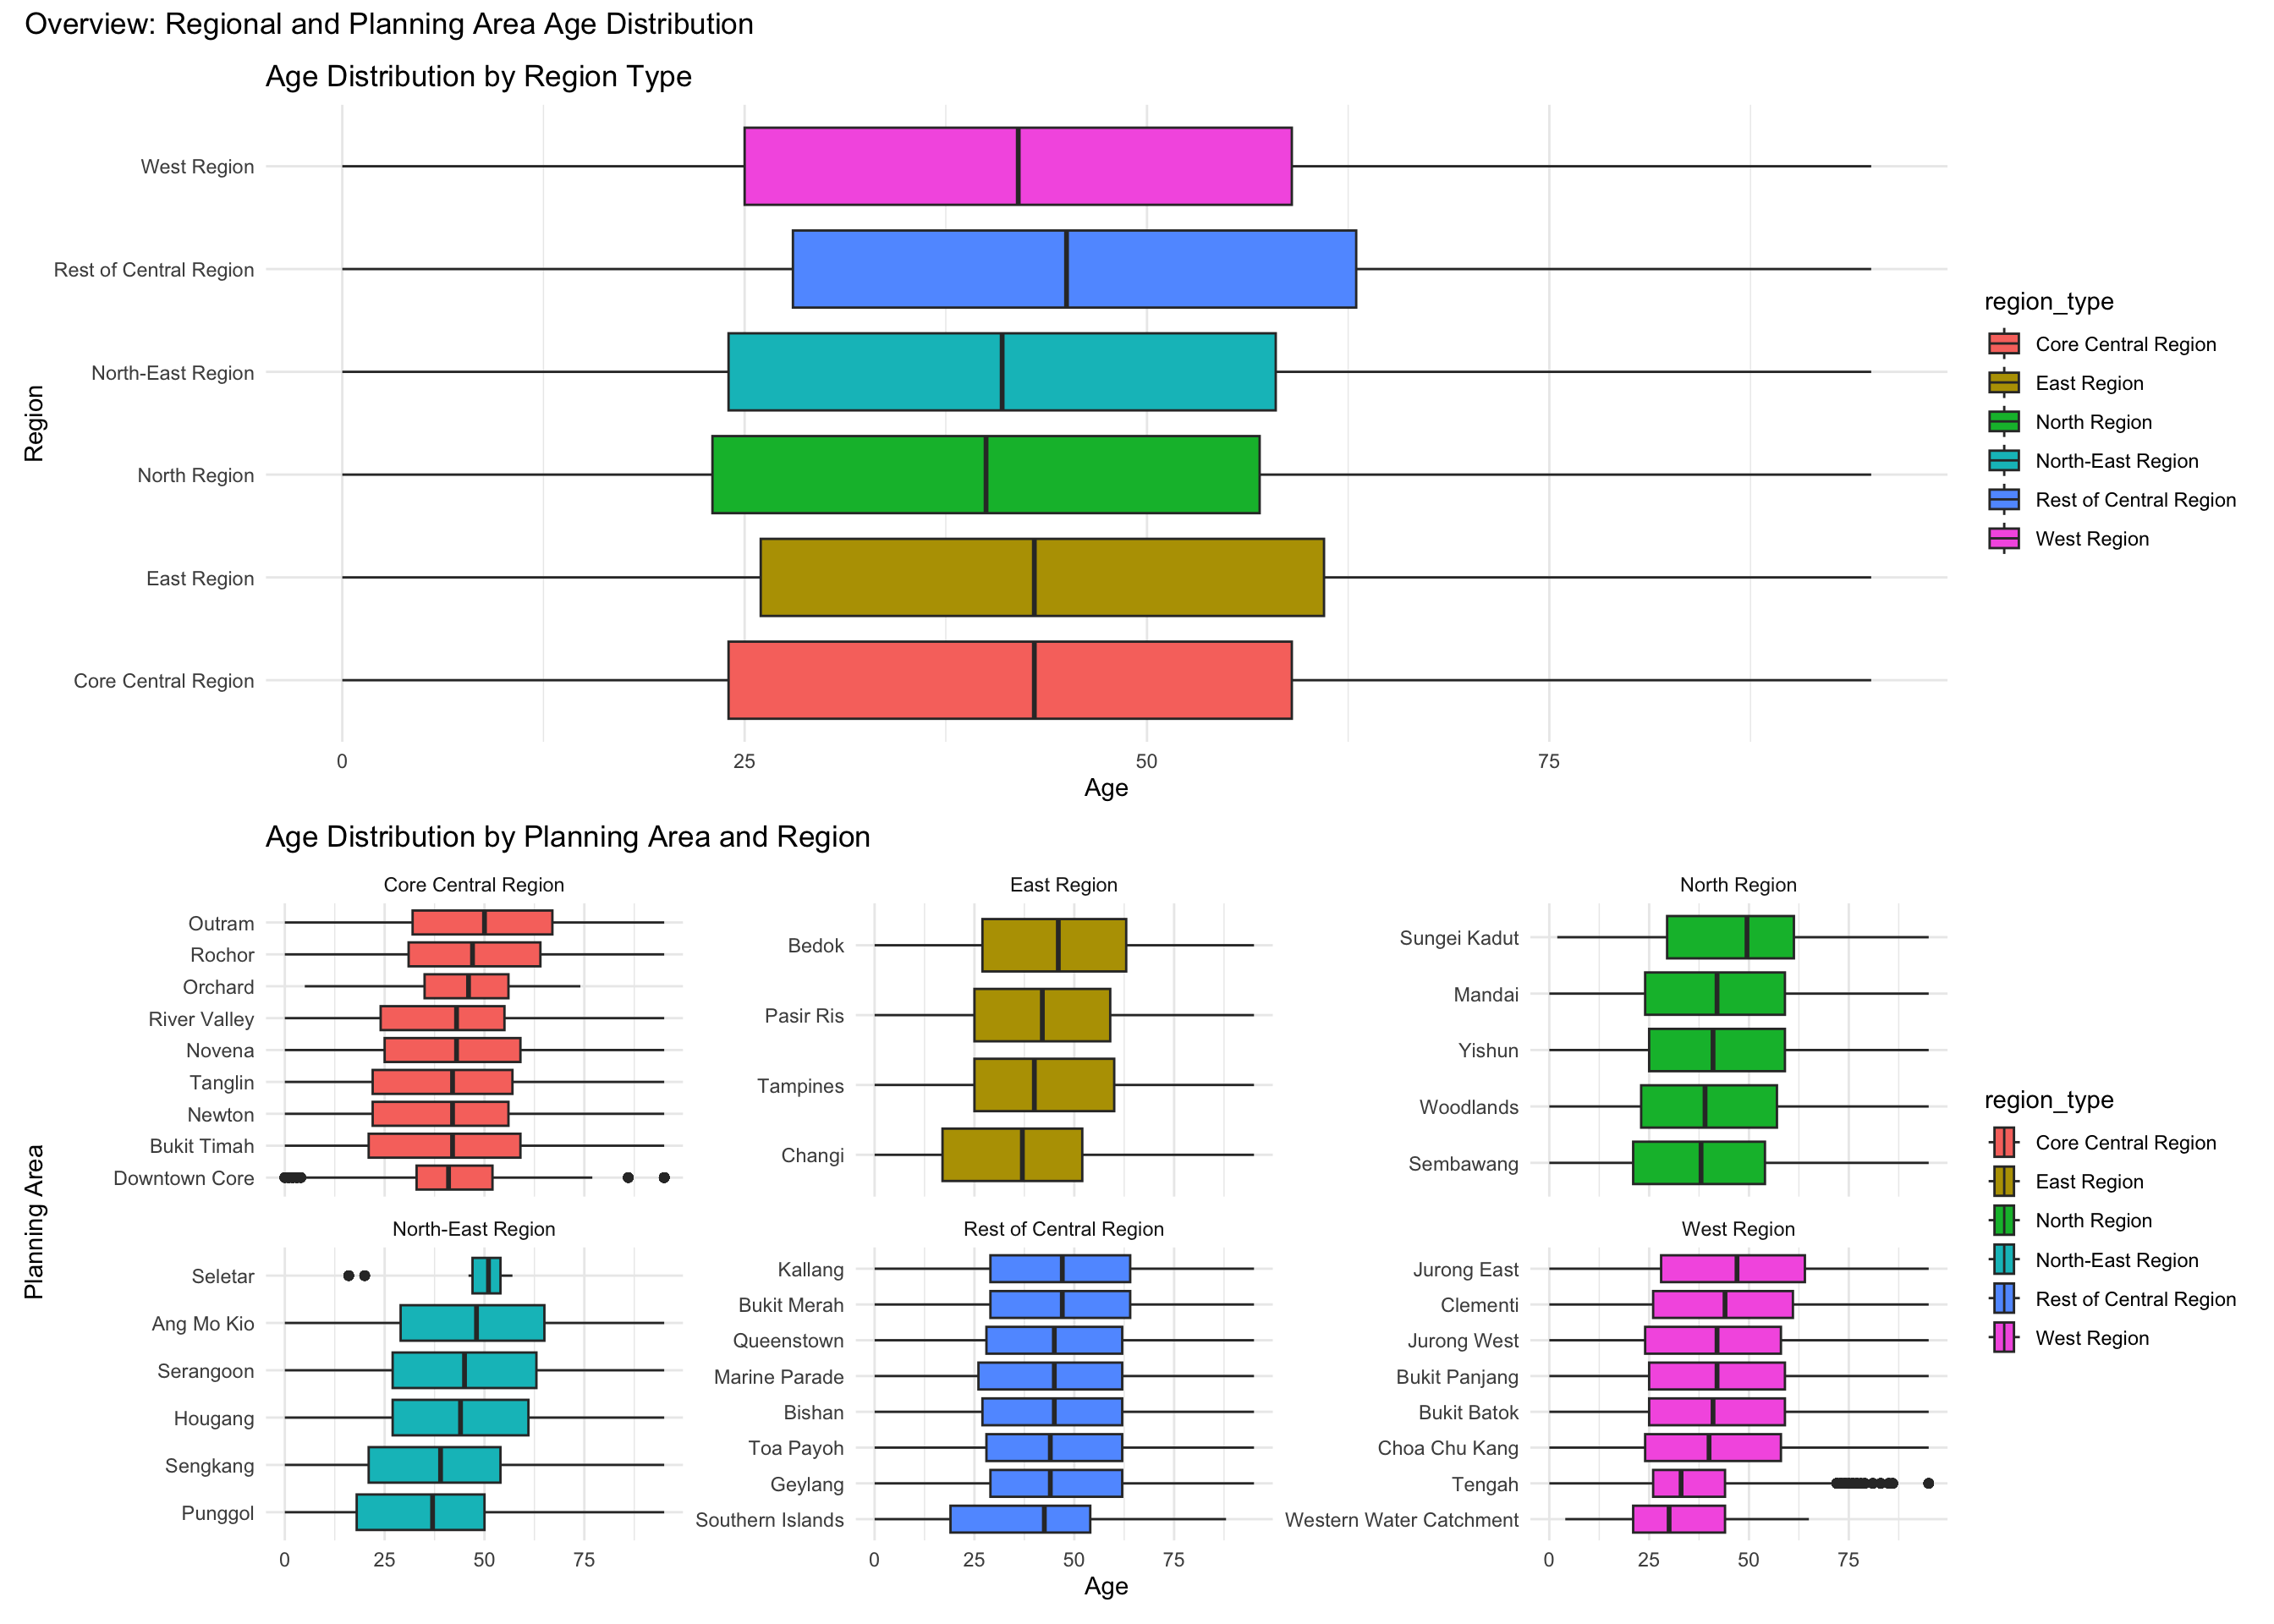 Overview: Regional and Planning Area Age Distribution
Age Distribution by Region Type
Region
West Region
Rest of Central Region
North-East Region
North Region
East Region
Core Central Region
0 25 50 75
Age
region_type
Core Central Region
East Region
North Region
North-East Region
Rest of Central Region
West Region
Age Distribution by Planning Area and Region
Planning Area
Core Central Region
Outram
Rochor
Orchard
River Valley
Novena
Tanglin
Newton
Bukit Timah
Downtown Core
East Region
Bedok
Pasir Ris
Tampines
Changi
North Region
Sungei Kadut
Mandai
Yishun
Woodlands
Sembawang
North-East Region
Seletar
Ang Mo Kio
Serangoon
Hougang
Sengkang
Punggol
0 25 50 75
Rest of Central Region
Kallang
Bukit Merah
Queenstown
Marine Parade
Bishan
Toa Payoh
Geylang
Southern Islands
0 25 50 75
West Region
Jurong East
Clementi
Jurong West
Bukit Panjang
Bukit Batok
Choa Chu Kang
Tengah
Western Water Catchment
0 25 50 75
Age
region_type
Core Central Region
East Region
North Region
North-East Region
Rest of Central Region
West Region